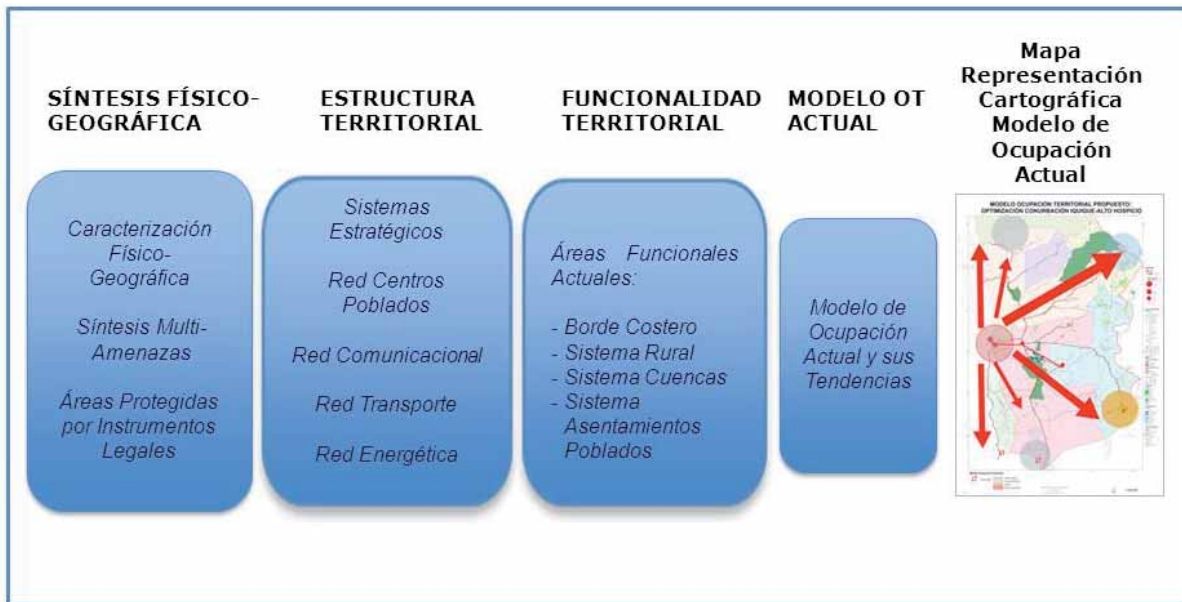 SÍNTESIS FÍSICO-
GEOGRÁFICA
Caracterización
Físico-
Geográfica
Síntesis Multi-
Amenazas
Áreas Protegidas
por Instrumentos
Legales
ESTRUCTURA
TERRITORIAL
Sistemas
Estratégicos
Red Centros
Poblados
Red Comunicacional
Red Transporte
Red Energética
FUNCIONALIDAD
TERRITORIAL
Áreas Funcionales
Actuales:
- Borde Costero
- Sistema Rural
- Sistema Cuencas
- Sistema
Asentamientos
Poblados
MODELO OT
ACTUAL
Modelo de
Ocupación
Actual y sus
Tendencias
Mapa
Representación
Cartográfica
Modelo de
Ocupación
Actual
MODELO OCUPACIÓN TERRITORIAL PROPUESTO:
OPTIMIZACIÓN CONURBACIÓN IQUIQUE-ALTO HOSPICIO